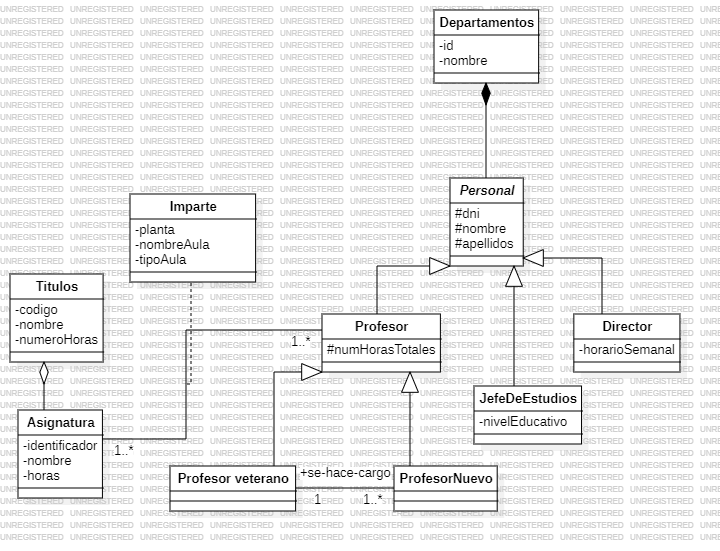 Departamentos
-id
-nombre
Personal
#dni
#nombre
#apellidos
Imparte
-planta
-nombreAula
-tipoAula
Titulos
-codigo
-nombre
-numeroHoras
Profesor
#numHorasTotales
1..*
Director
-horarioSemanal
JefeDeEstudios
-nivelEducativo
Asignatura
-identificador
-nombre
-horas
1..*
Profesor veterano
+se-hace-cargo
1
1..*
ProfesorNuevo
UNREGISTERED